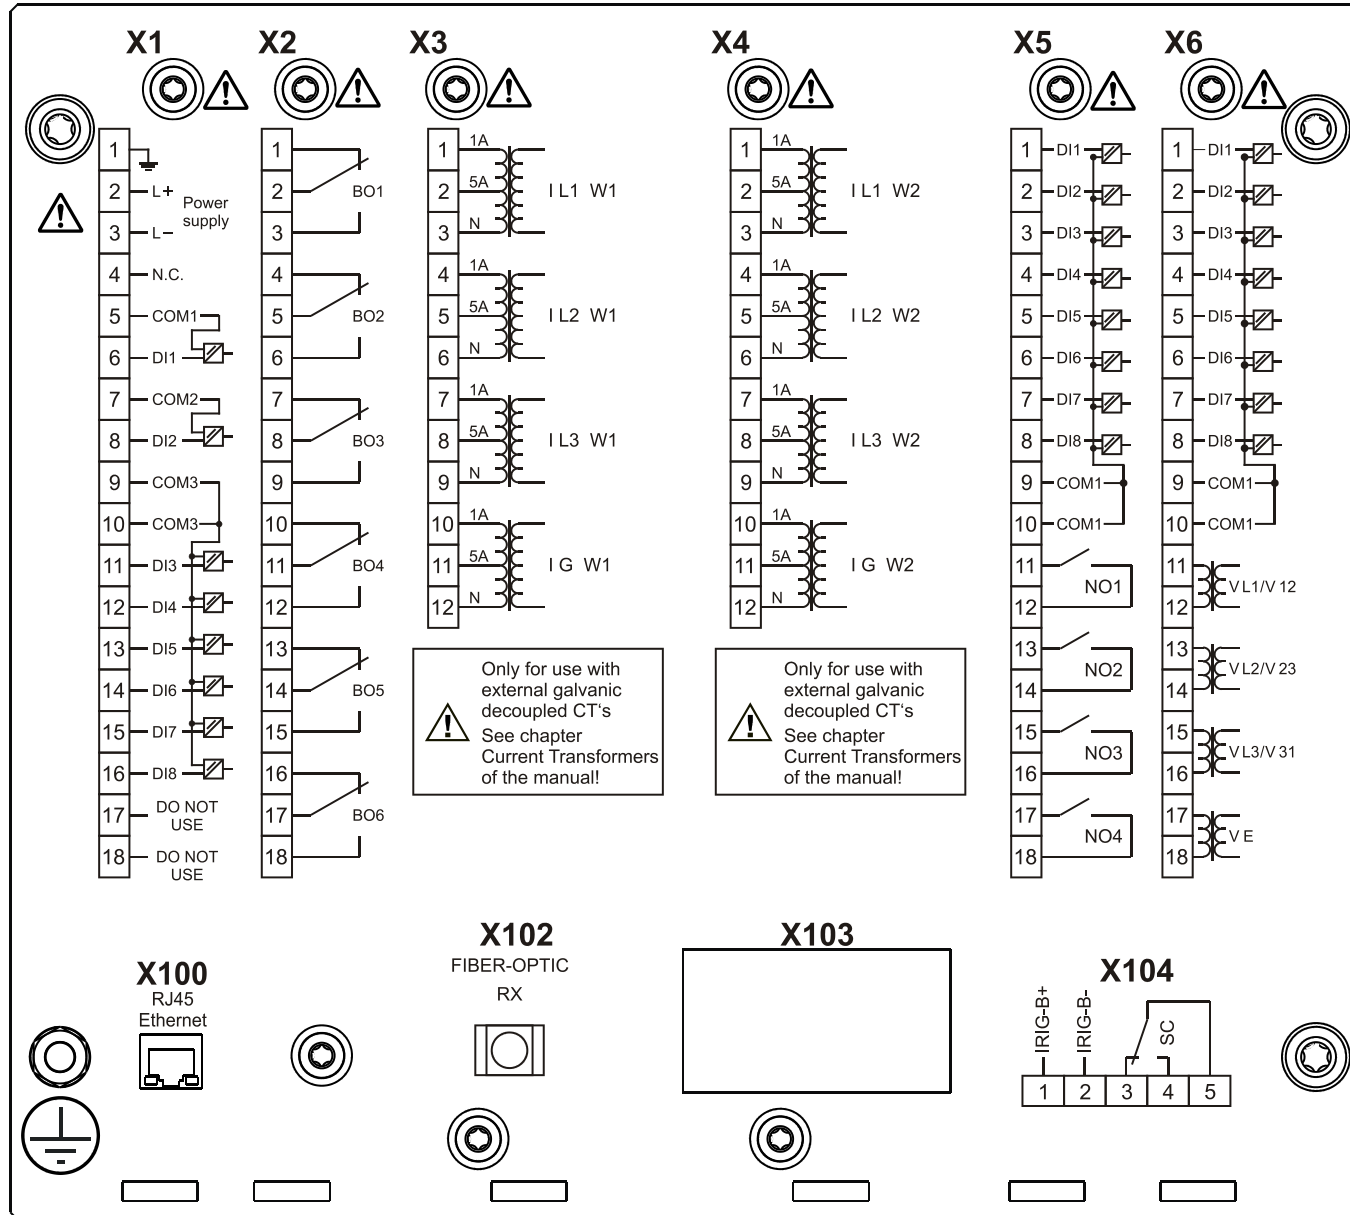 X1
X2
X3
X4
X5
X6
1
2 L+
Power
supply
3 L–
4 N.C.
5 COM1
6 DI1
7 COM2
8 DI2
9 COM3
10 COM3
11 DI3
12 DI4
13 DI5
14 DI6
15 DI7
16 DI8
17 DO NOT
USE
18 DO NOT
USE
1
2 BO1
3
4
5 BO2
6
7
8 BO3
9
10
11 BO4
12
13
14 BO5
15
16
17 BO6
18
1 1A
2 5A I L1 W1
3 N
4 1A
5 5A I L2 W1
6 N
7 1A
8 5A I L3 W1
9 N
10 1A
11 5A I G W1
12 N
Only for use with
external galvanic
decoupled CT‘s
See chapter
Current Transformers
of the manual!
1 1A
2 5A I L1 W2
3 N
4 1A
5 5A I L2 W2
6 N
7 1A
8 5A I L3 W2
9 N
10 1A
11 5A I G W2
12 N
Only for use with
external galvanic
decoupled CT‘s
See chapter
Current Transformers
of the manual!
1 DI1
2 DI2
3 DI3
4 DI4
5 DI5
6 DI6
7 DI7
8 DI8
9 COM1
10 COM1
11
NO1
12
13
NO2
14
15
NO3
16
17
NO4
18
1 DI1
2 DI2
3 DI3
4 DI4
5 DI5
6 DI6
7 DI7
8 DI8
9 COM1
10 COM1
11
V L1/V 12
12
13
V L2/V 23
14
15
V L3/V 31
16
17
V E
18
X100
RJ45
Ethernet
X102
FIBER-OPTIC
RX
X103
X104
IRIG-B+
IRIG-B-
SC
1 2 3 4 5